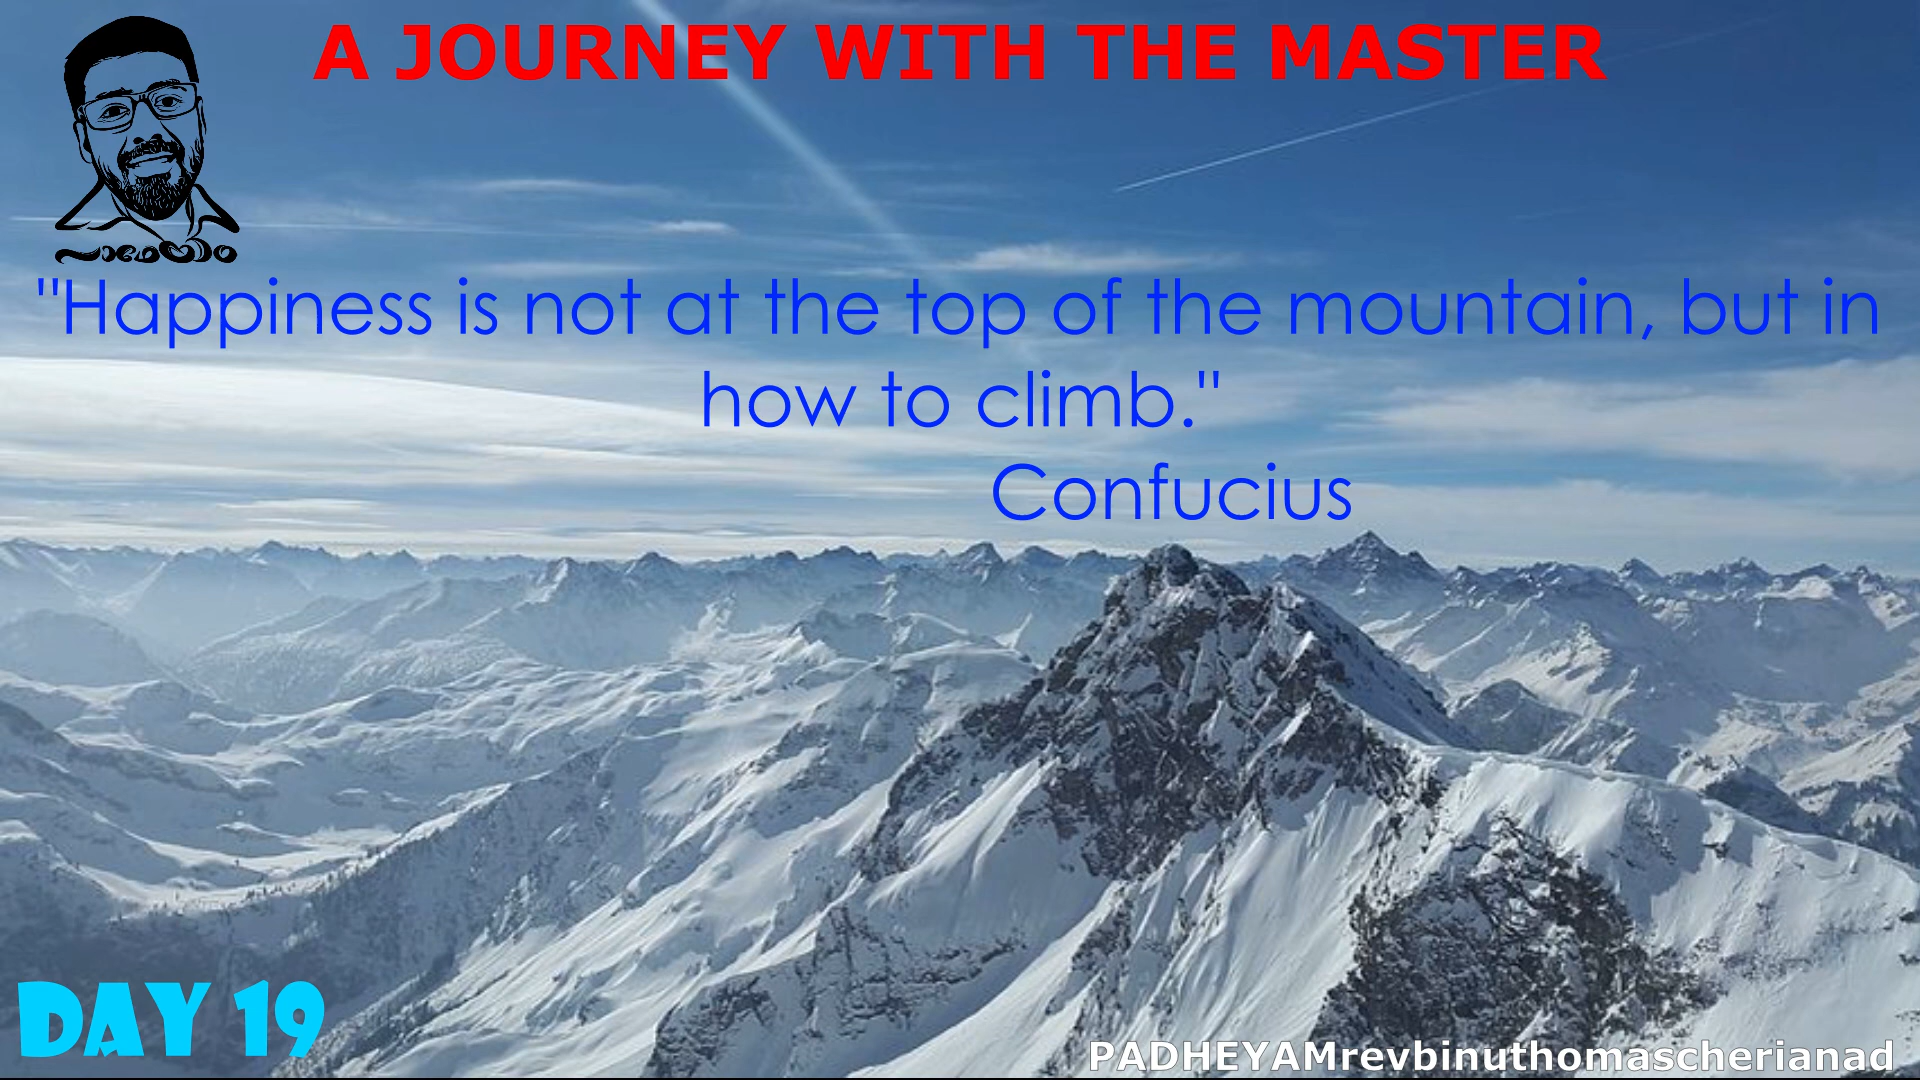 A JOURNEY WITH THE MASTER
പാഥേയം
"Happiness is not at the top of the mountain, but in
how to climb."
Confucius
DAY 19
PADHEYAMrevbinuthomascherianad